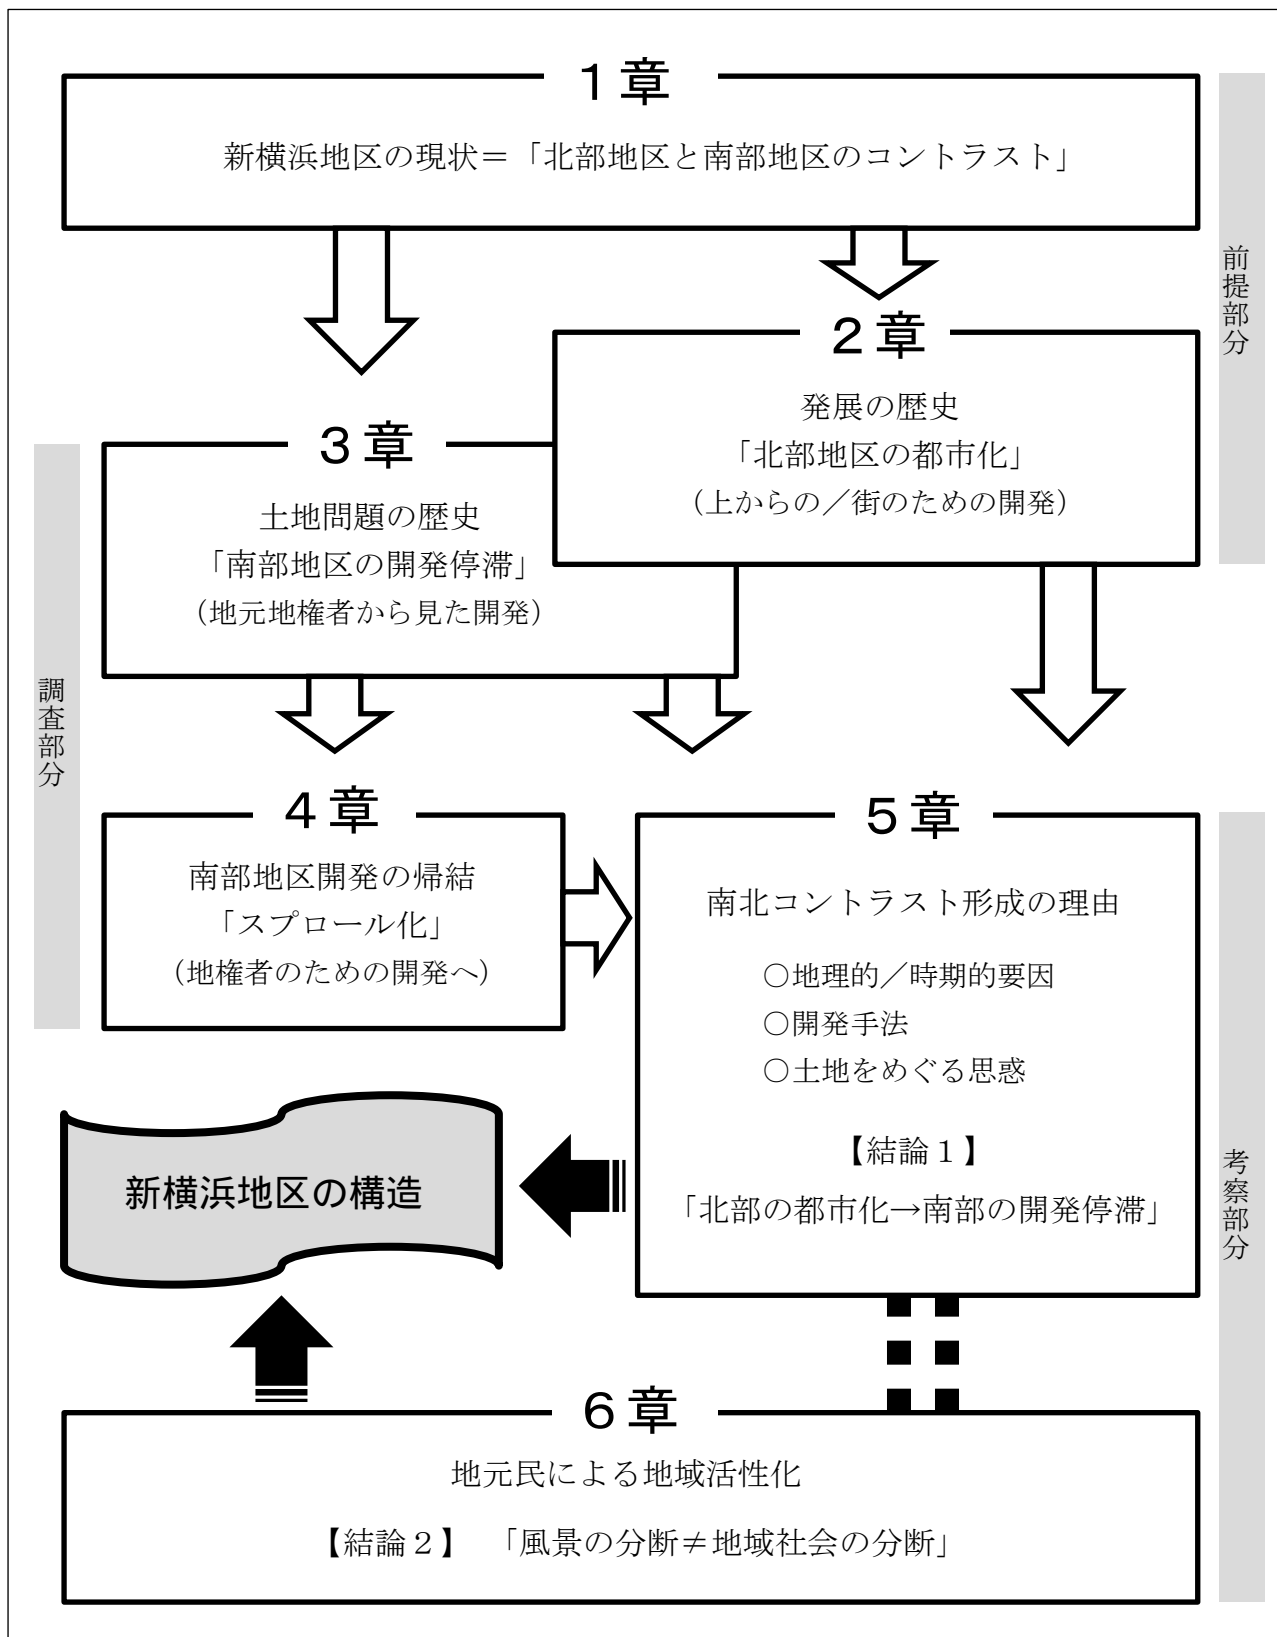 1章
新横浜地区の現状＝「北部地区と南部地区のコントラスト」
前提部分
2章
発展の歴史
「北部地区の都市化」
（上からの／街のための開発）
3章
土地問題の歴史
「南部地区の開発停滞」
（地元地権者から見た開発）
調査部分
4章
南部地区開発の帰結
「スプロール化」
（地権者のための開発へ）
5章
南北コントラスト形成の理由
○地理的／時期的要因
○開発手法
○土地をめぐる思惑
【結論１】
「北部の都市化→南部の開発停滞」
考察部分
新横浜地区の構造
6章
地元民による地域活性化
【結論２】　「風景の分断≠地域社会の分断」